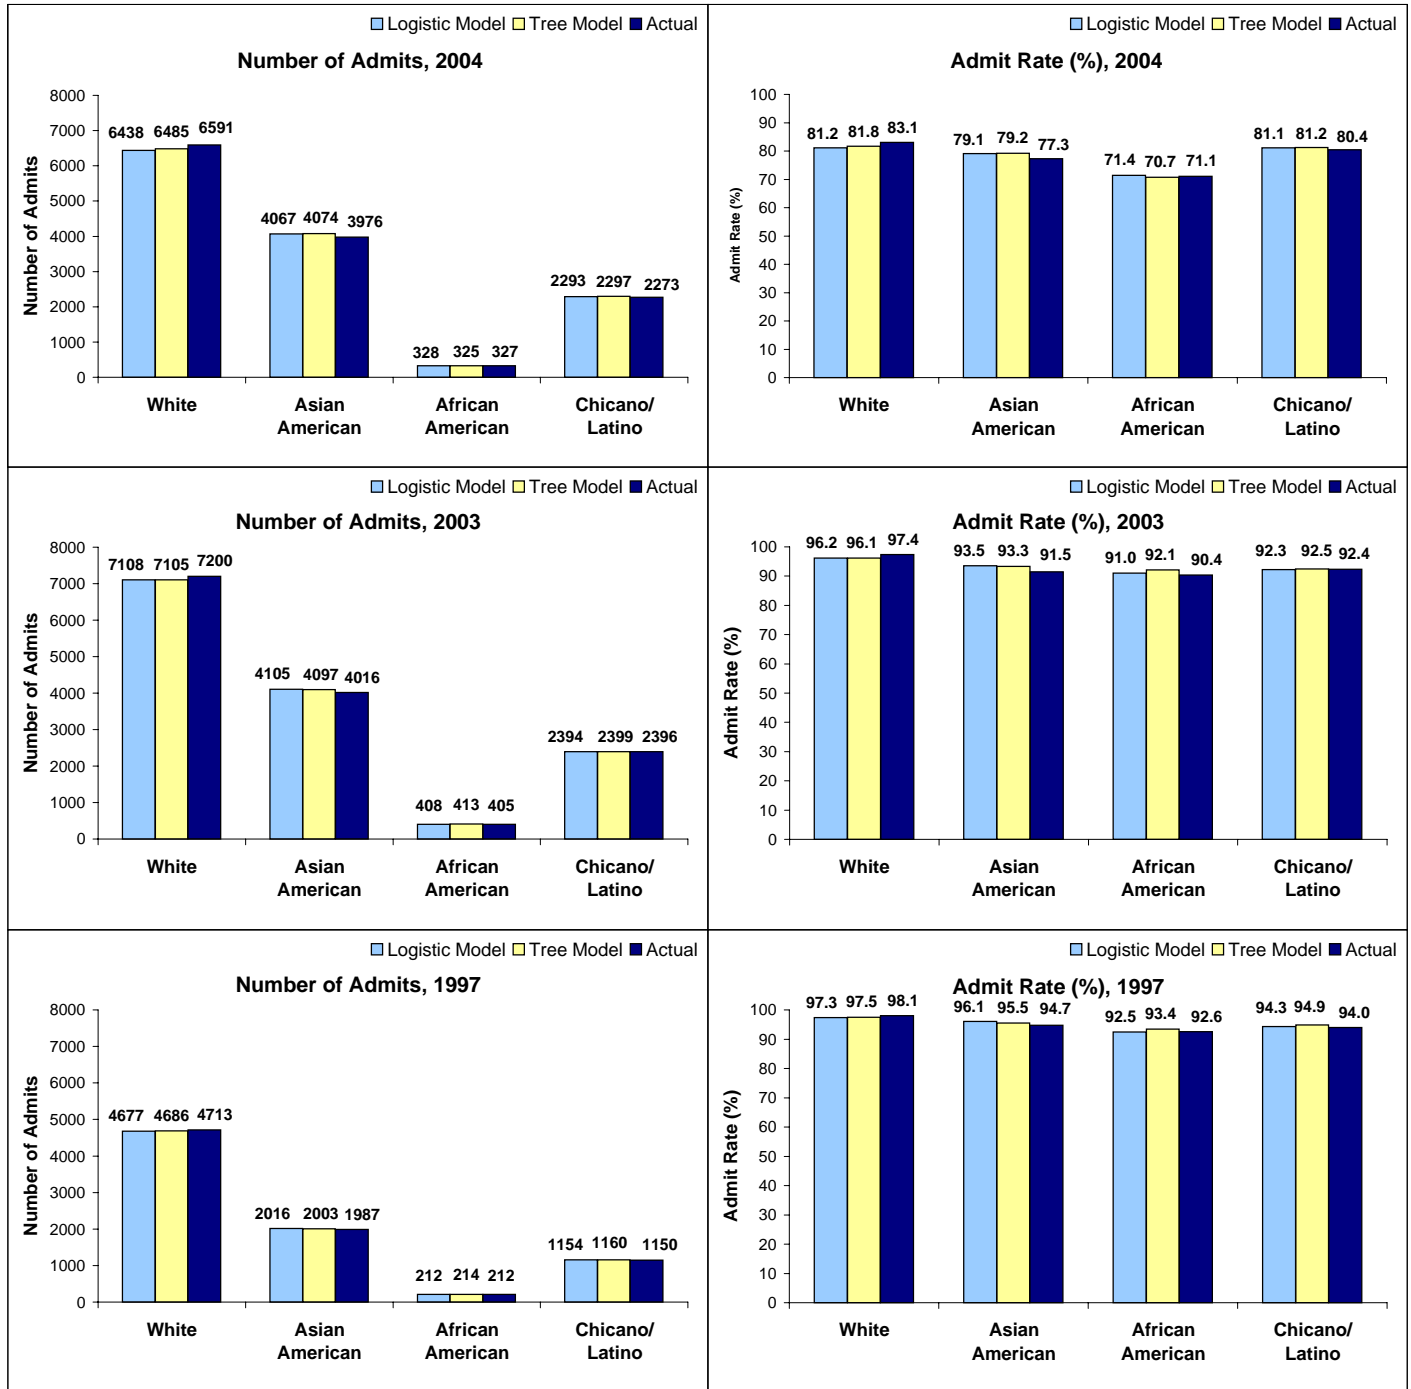 Logistic Model Tree Model Actual
Number of Admits, 2004
Number of Admits
8000
7000
6000
5000
4000
3000
2000
1000
0
6438 6485 6591
4067 4074 3976
328 325 327
2293 2297 2273
White
Asian
American
African
American
Chicano/
Latino
Logistic Model Tree Model Actual
Admit Rate (%), 2004
Admit Rate (%)
100
90
80
70
60
50
40
30
20
10
0
81.2 81.8 83.1
79.1 79.2 77.3
71.4 70.7 71.1
81.1 81.2 80.4
White
Asian
American
African
American
Chicano/
Latino
Logistic Model Tree Model Actual
Number of Admits, 2003
Number of Admits
8000
7000
6000
5000
4000
3000
2000
1000
0
7108 7105 7200
4105 4097 4016
408 413 405
2394 2399 2396
White
Asian
American
African
American
Chicano/
Latino
Logistic Model Tree Model Actual
Admit Rate (%), 2003
Admit Rate (%)
100
90
80
70
60
50
40
30
20
10
0
96.2 96.1 97.4
93.5 93.3 91.5
91.0 92.1 90.4
92.3 92.5 92.4
White
Asian
American
African
American
Chicano/
Latino
Logistic Model Tree Model Actual
Number of Admits, 1997
Number of Admits
8000
7000
6000
5000
4000
3000
2000
1000
0
4677 4686 4713
2016 2003 1987
212 214 212
1154 1160 1150
White
Asian
American
African
American
Chicano/
Latino
Logistic Model Tree Model Actual
Admit Rate (%), 1997
Admit Rate (%)
100
90
80
70
60
50
40
30
20
10
0
97.3 97.5 98.1
96.1 95.5 94.7
92.5 93.4 92.6
94.3 94.9 94.0
White
Asian
American
African
American
Chicano/
Latino